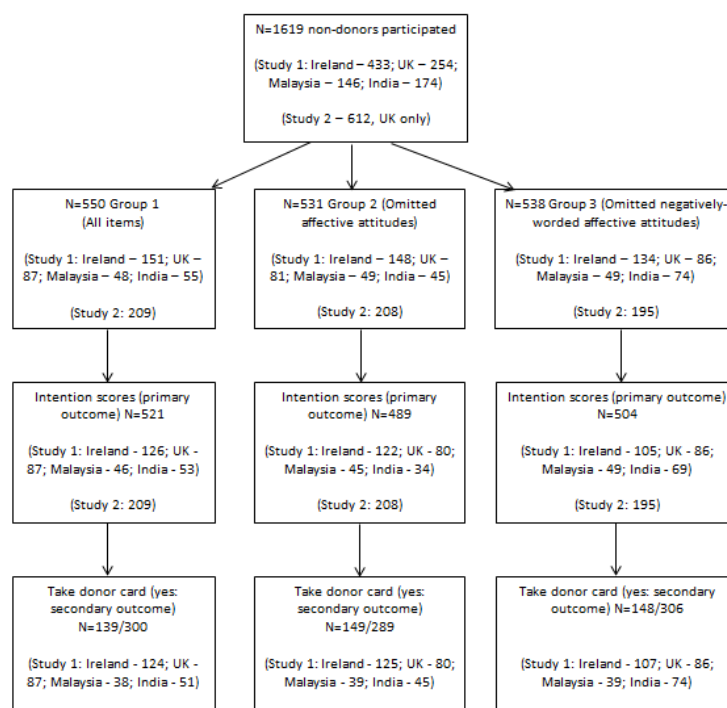 N=1619 non-donors participated
(Study 1: Ireland – 433; UK – 254;
Malaysia – 146; India – 174)
(Study 2 – 612, UK only)
N=550 Group 1
(All items)
(Study 1: Ireland – 151; UK –
87; Malaysia – 48; India – 55)
(Study 2: 209)
N=531 Group 2 (Omitted
affective attitudes)
(Study 1: Ireland – 148; UK –
81; Malaysia – 49; India – 45)
(Study 2: 208)
N=538 Group 3 (Omitted negatively-
worded affective attitudes)
(Study 1: Ireland – 134; UK – 86;
Malaysia – 49; India – 74)
(Study 2: 195)
Intention scores (primary
outcome) N=521
(Study 1: Ireland - 126; UK -
87; Malaysia - 46; India - 53)
(Study 2: 209)
Intention scores (primary
outcome) N=489
(Study 1: Ireland - 122; UK - 80;
Malaysia - 45; India - 34)
(Study 2: 208)
Intention scores (primary outcome)
N=504
(Study 1: Ireland - 105; UK - 86;
Malaysia - 49; India - 69)
(Study 2: 195)
Take donor card (yes:
secondary outcome)
N=139/300
(Study 1: Ireland - 124; UK -
87; Malaysia - 38; India - 51)
Take donor card (yes:
secondary outcome)
N=149/289
(Study 1: Ireland - 125; UK - 80;
Malaysia - 39; India - 45)
Take donor card (yes: secondary
outcome) N=148/306
(Study 1: Ireland - 107; UK - 86;
Malaysia - 39; India - 74)